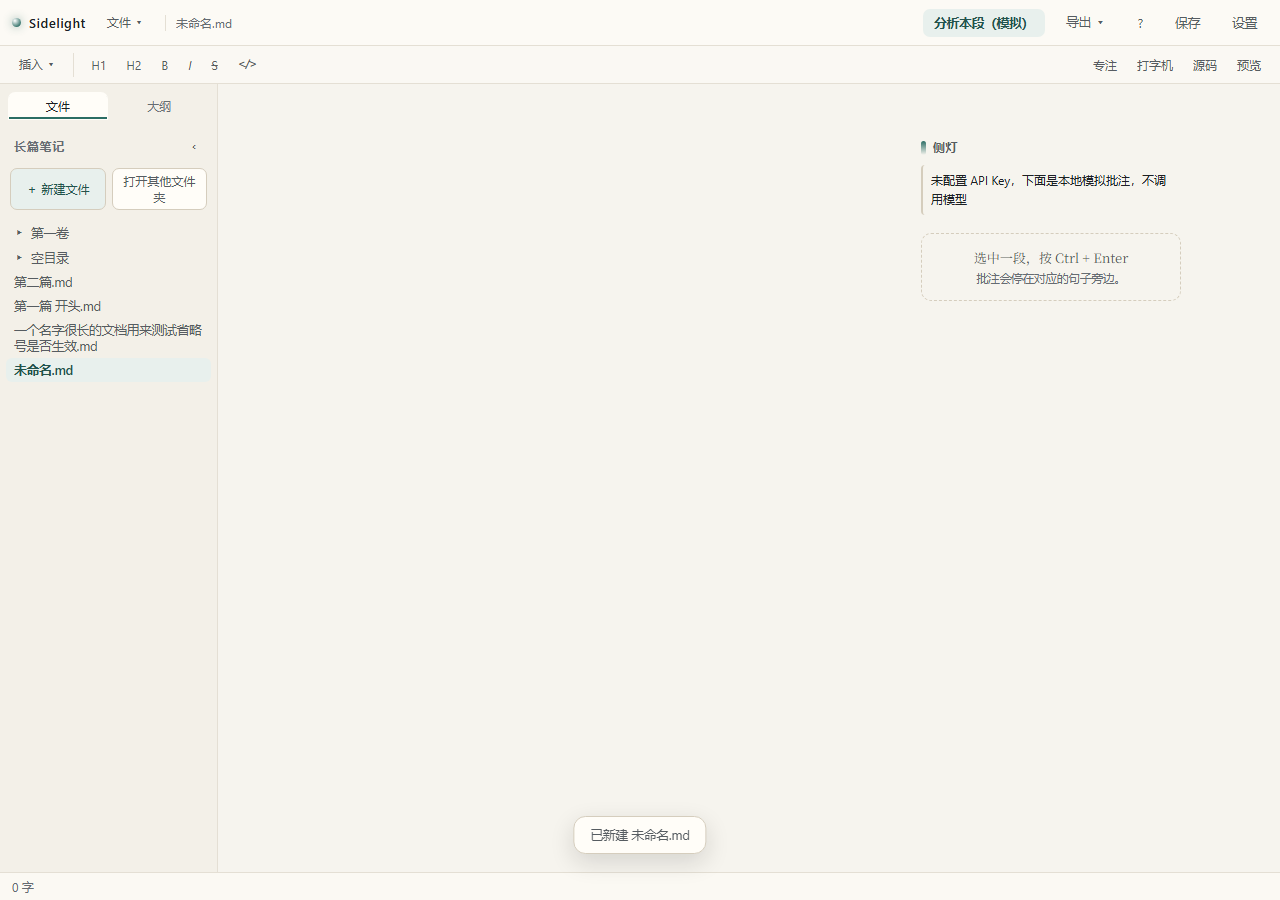 Sidelight 文件 ▾ 未命名.md 分析本段（模拟） 导出 ▾ ? 保存 设置
插入 ▾ H1 H2 B I S </> 专注 打字机 源码 预览
文件 大纲
长篇笔记 ‹
+ 新建文件
打开其他文件
夹
▸ 第一卷
▸ 空目录
第二篇.md
第一篇 开头.md
一个名字很长的文档用来测试省略
号是否生效.md
未命名.md
侧灯
未配置 API Key，下面是本地模拟批注，不调
用模型
选中一段，按 Ctrl + Enter
批注会停在对应的句子旁边。
已新建 未命名.md
0 字